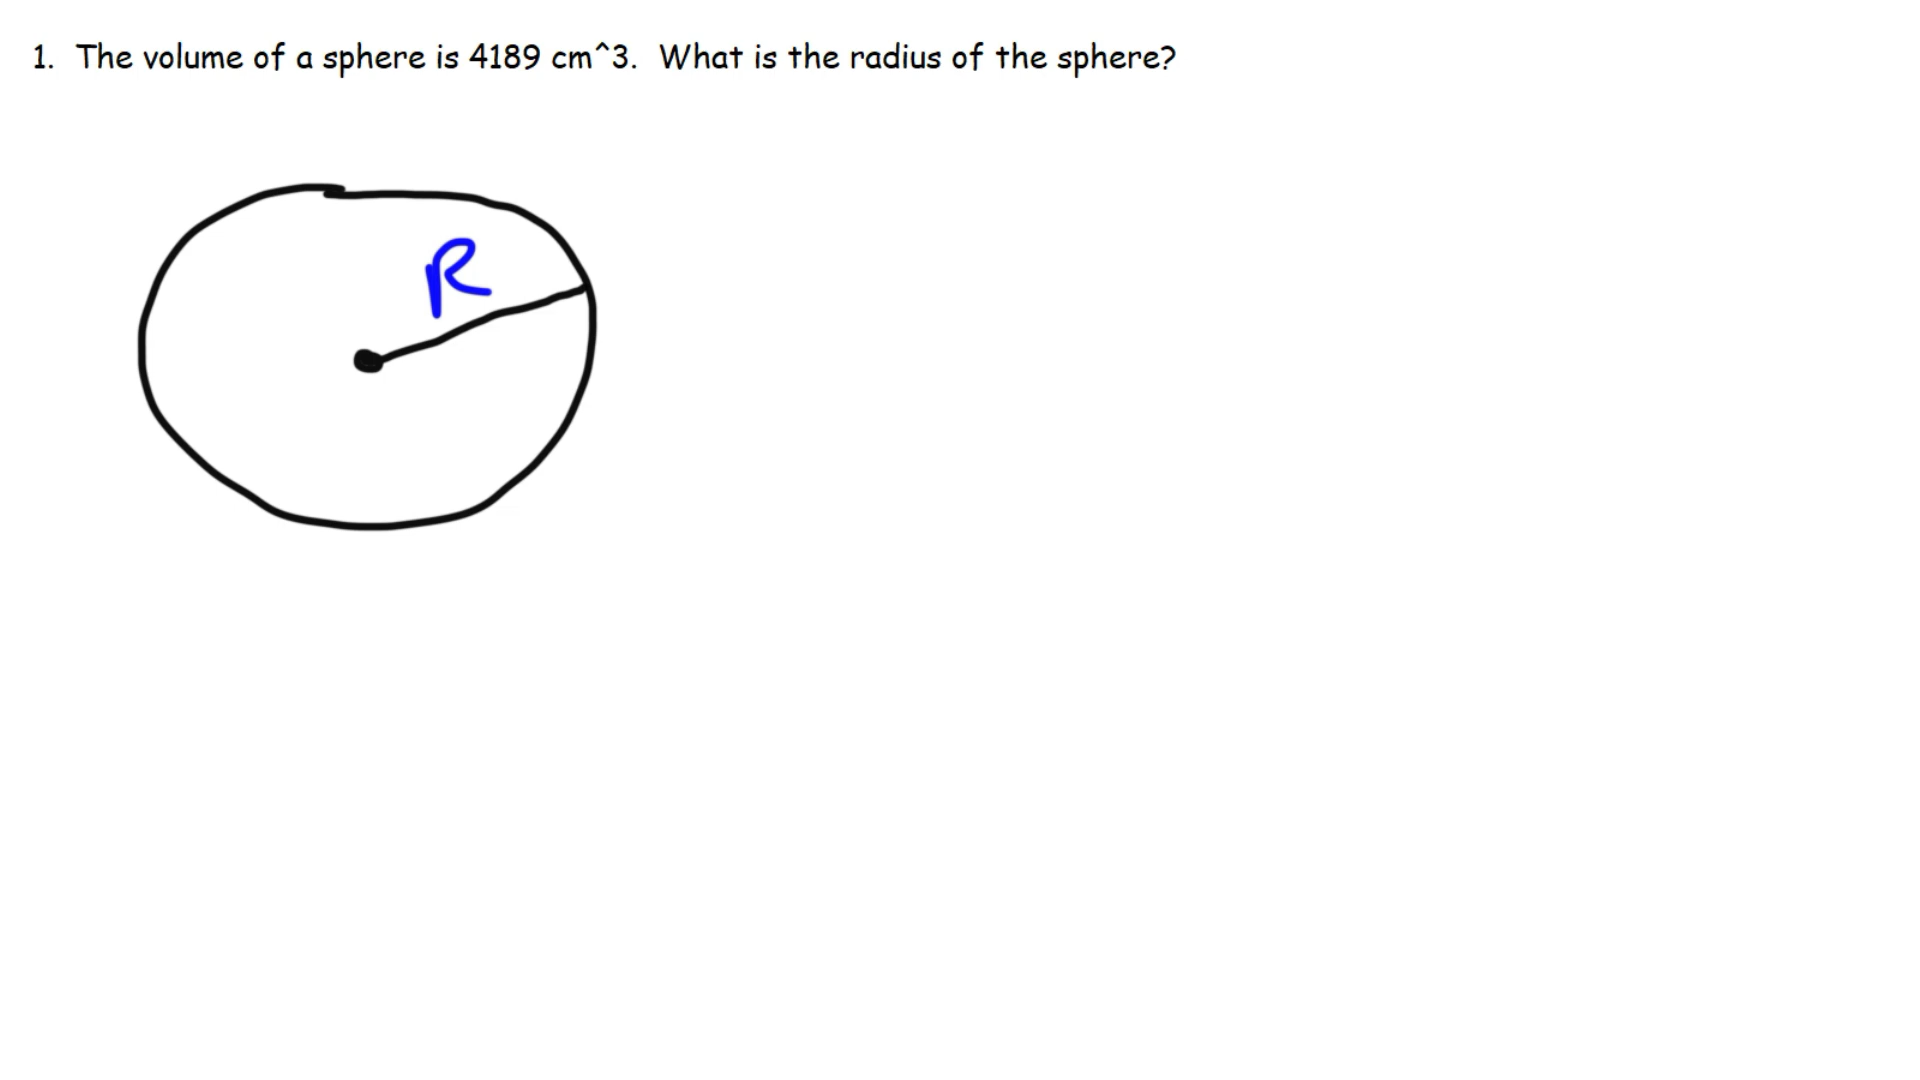 1. The volume of a sphere is 4189 cm^3. What is the radius of the sphere?
R